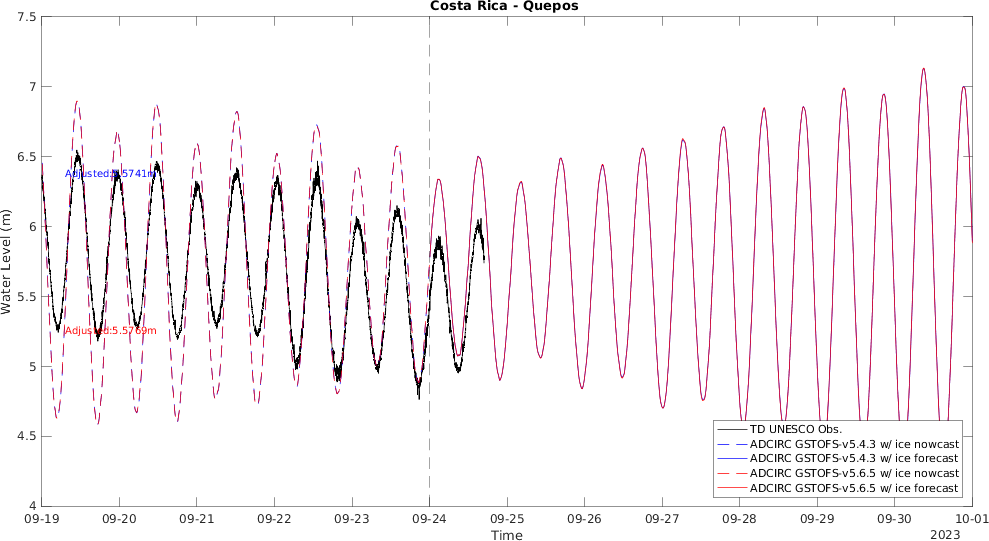 Costa Rica - Quepos
7.5
7
6.5
6
5.5
5
4.5
4
Water Level (m)
Adjusted:5.5741m
Adjusted:5.5769m
TD UNESCO Obs.
ADCIRC GSTOFS-v5.4.3 w/ ice nowcast
ADCIRC GSTOFS-v5.4.3 w/ ice forecast
ADCIRC GSTOFS-v5.6.5 w/ ice nowcast
ADCIRC GSTOFS-v5.6.5 w/ ice forecast
09-19 09-20 09-21 09-22 09-23 09-24 09-25 09-26 09-27 09-28 09-29 09-30 10-01
Time
2023